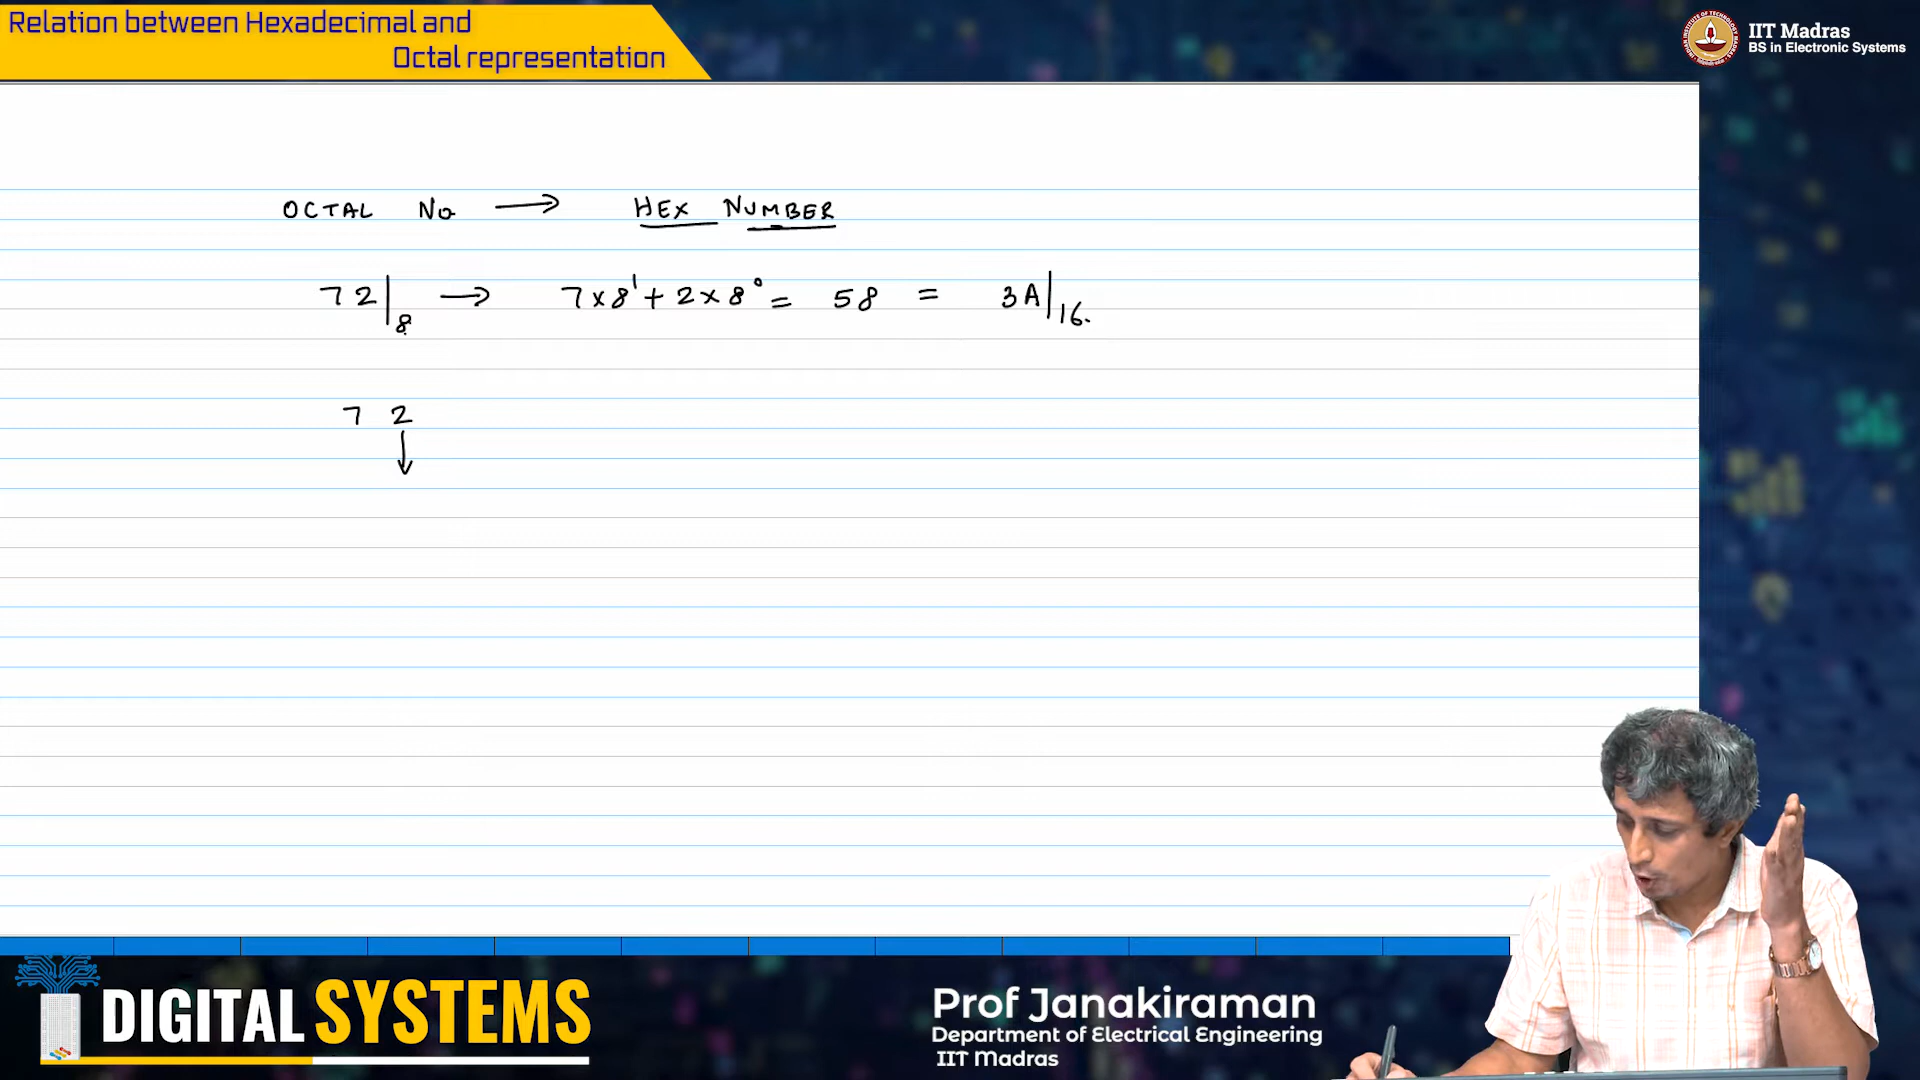 Relation between Hexadecimal and
Octal representation
IIT Madras
BS in Electronic Systems
OCTAL No → HEX NUMBER
72|₈ → 7×8¹ + 2×8⁰ = 58 = 3A|₁₆.
7 2
↓
DIGITAL SYSTEMS
Prof Janakiraman
Department of Electrical Engineering
IIT Madras